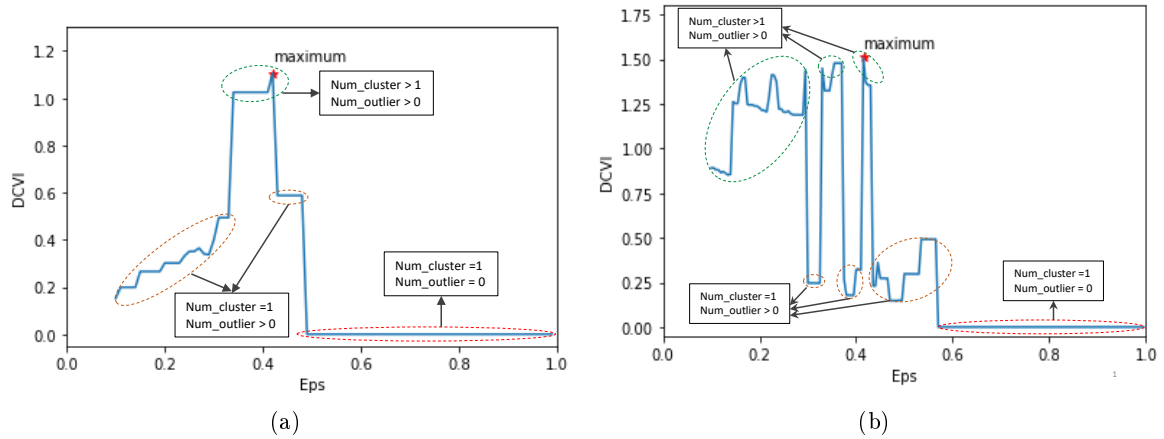 maximum
Num_cluster > 1
Num_outlier > 0
Num_cluster =1
Num_outlier = 0
Num_cluster =1
Num_outlier > 0
DCVI
1.2
1.0
0.8
0.6
0.4
0.2
0.0
0.0 0.2 0.4 0.6 0.8 1.0
Eps
(a)
Num_cluster >1
Num_outlier > 0
maximum
Num_cluster =1
Num_outlier > 0
Num_cluster =1
Num_outlier = 0
DCVI
1.75
1.50
1.25
1.00
0.75
0.50
0.25
0.00
0.0 0.2 0.4 0.6 0.8 1.0
Eps
1
(b)